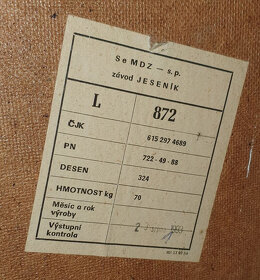 SeMDZ — s. p.
závod JESENÍK
L 872
ČJK 615 297 4689
PN 722-49-88
DESEN 324
HMOTNOST kg 70
Měsíc a rok
výroby
Výstupní
kontrola